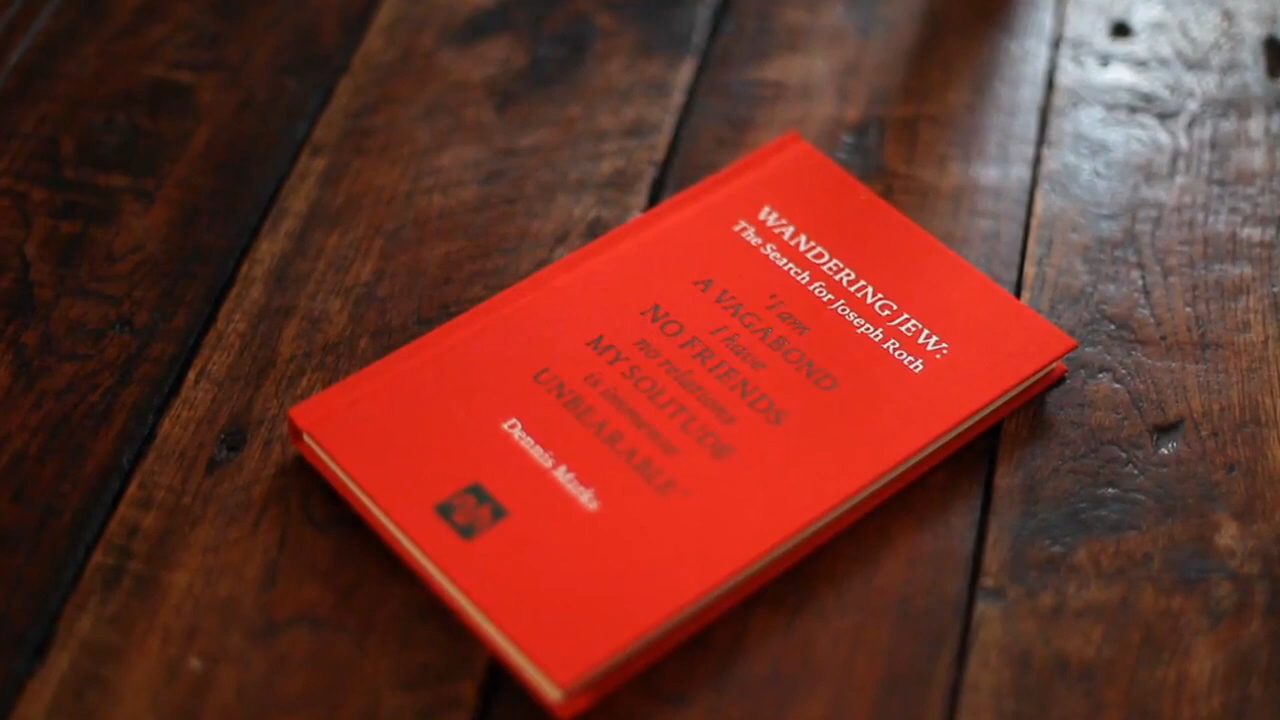 WANDERING JEW:
The Search for Joseph Roth
'I am
A VAGABOND
I have
NO FRIENDS
no relations
MY SOLITUDE
is immense
UNBEARABLE'
Dennis Marks